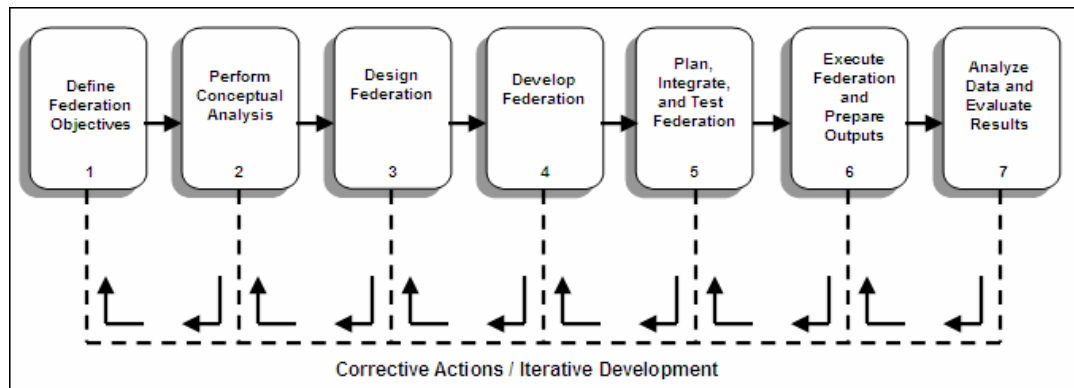 Define
Federation
Objectives
1
Perform
Conceptual
Analysis
2
Design
Federation
3
Develop
Federation
4
Plan,
Integrate,
and Test
Federation
5
Execute
Federation
and
Prepare
Outputs
6
Analyze
Data and
Evaluate
Results
7
Corrective Actions / Iterative Development